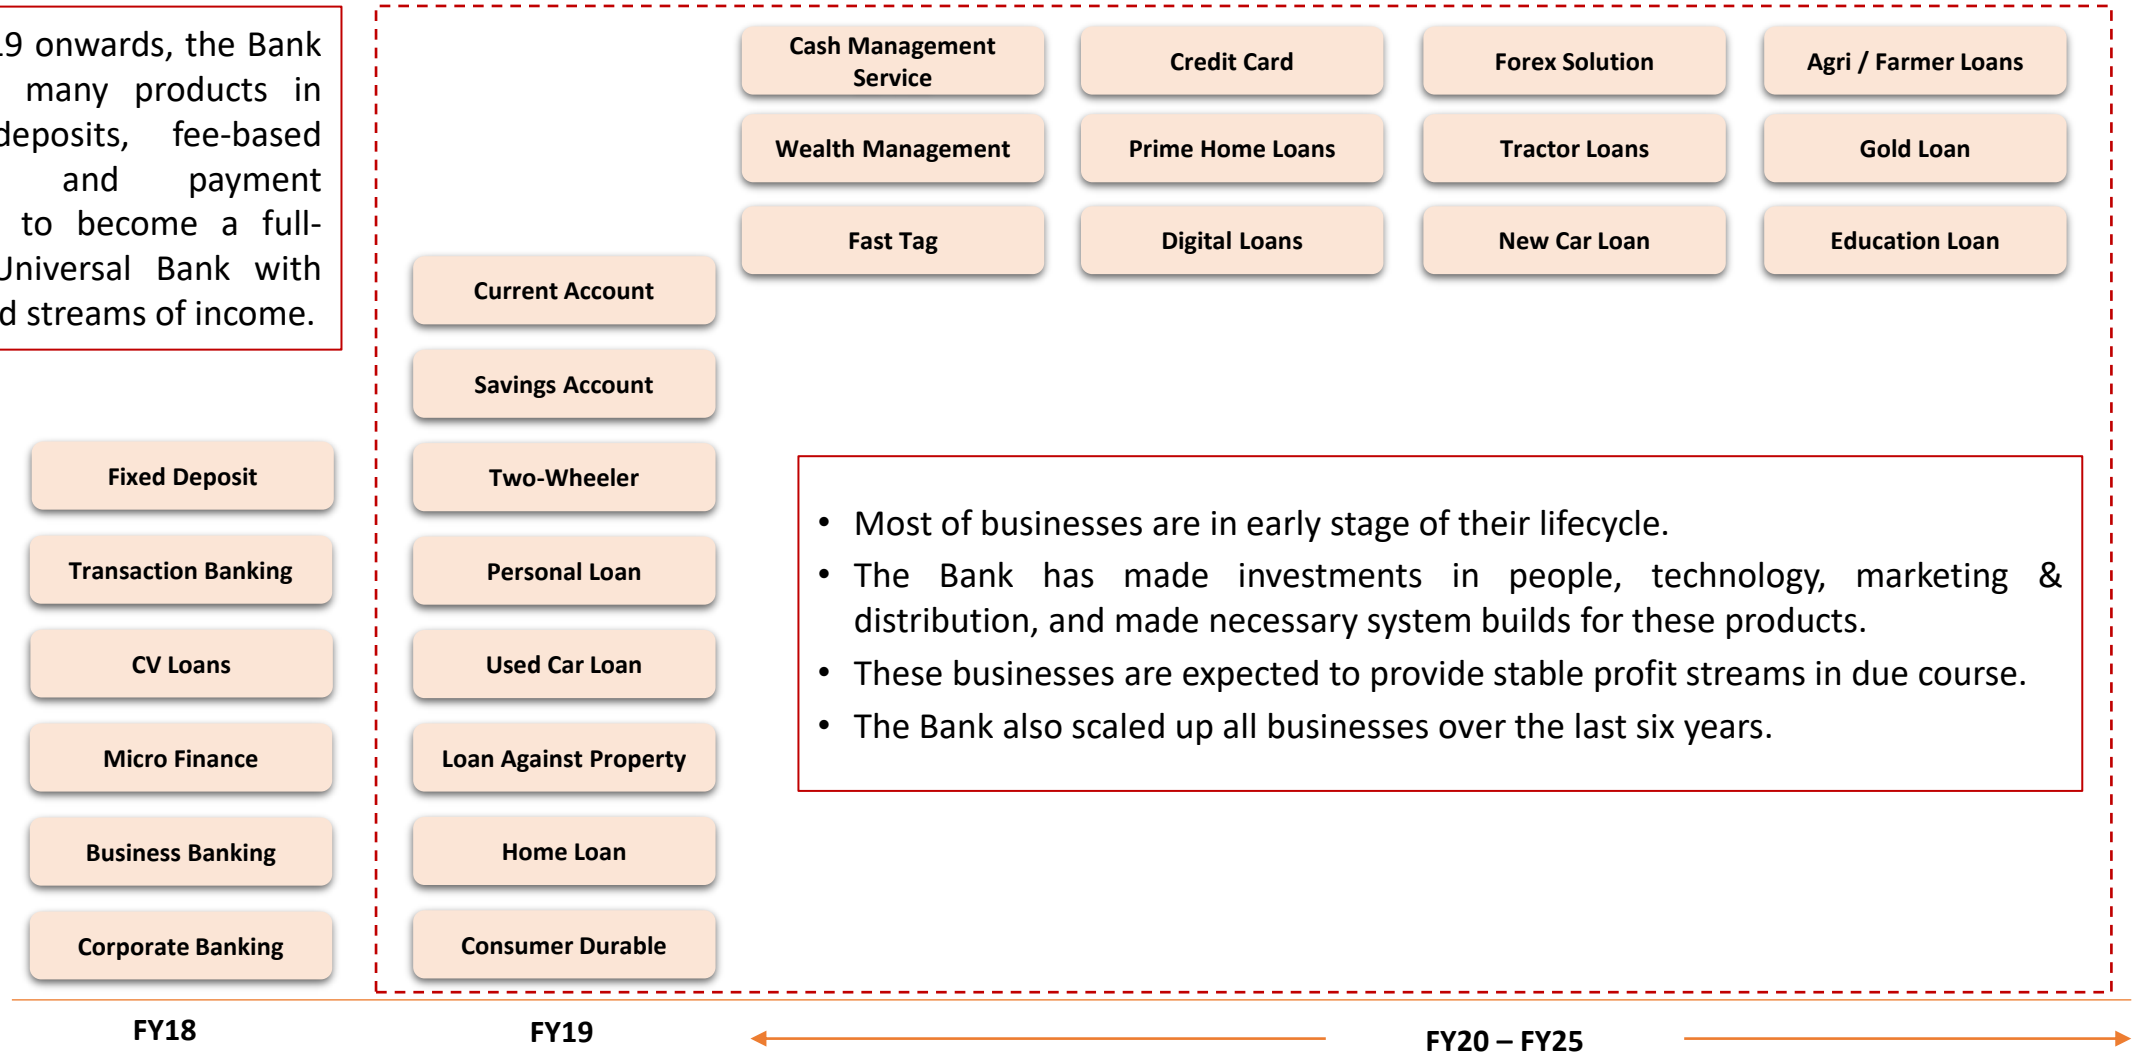 19 onwards, the Bank
many products in
deposits, fee-based
and payment
to become a full-
Universal Bank with
streams of income.
Cash Management
Service
Credit Card
Forex Solution
Agri / Farmer Loans
Wealth Management
Prime Home Loans
Tractor Loans
Gold Loan
Fast Tag
Digital Loans
New Car Loan
Education Loan
Current Account
Savings Account
Two-Wheeler
Personal Loan
Used Car Loan
Loan Against Property
Home Loan
Consumer Durable
Fixed Deposit
Transaction Banking
CV Loans
Micro Finance
Business Banking
Corporate Banking
• Most of businesses are in early stage of their lifecycle.
• The Bank has made investments in people, technology, marketing &
distribution, and made necessary system builds for these products.
• These businesses are expected to provide stable profit streams in due course.
• The Bank also scaled up all businesses over the last six years.
FY18
FY19
FY20 – FY25